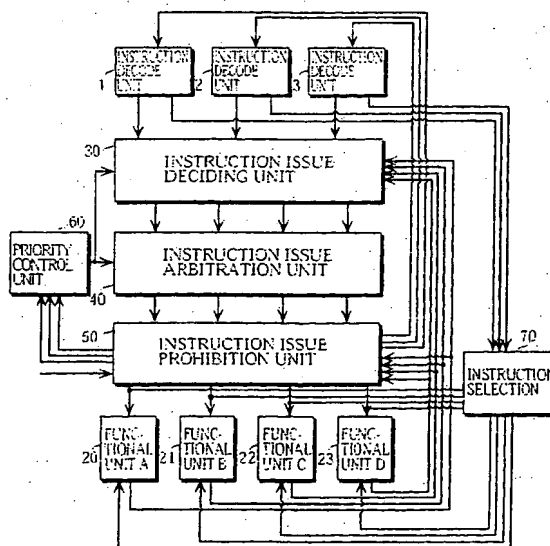 INSTRUCTION
DECODE
UNIT
1
INSTRUCTION
DECODE
UNIT
2
INSTRUCTION
DECODE
UNIT
3
30
INSTRUCTION ISSUE
DECIDING UNIT
60
PRIORITY
CONTROL
UNIT
INSTRUCTION ISSUE
ARBITRATION UNIT
40
50
INSTRUCTION ISSUE
PROHIBITION UNIT
70
INSTRUCTION
SELECTION
20
FUNC-
TIONAL
UNIT A
21
FUNC-
TIONAL
UNIT B
22
FUNC-
TIONAL
UNIT C
23
FUNC-
TIONAL
UNIT D